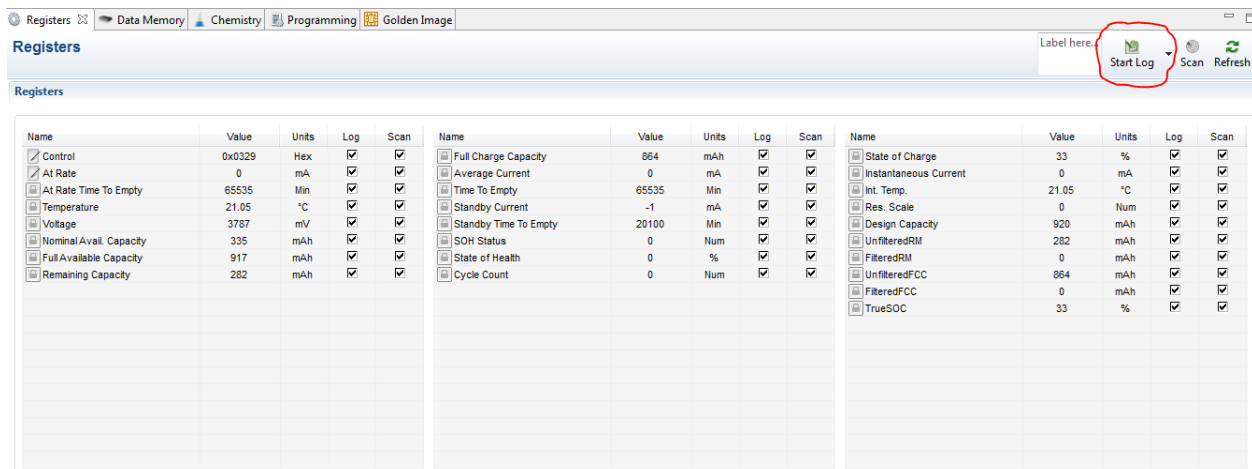 Registers Data Memory Chemistry Programming Golden Image
Registers
Label here...
Start Log Scan Refresh
Registers
Name Value Units Log Scan Name Value Units Log Scan Name Value Units Log Scan
Control 0x0329 Hex Full Charge Capacity 864 mAh State of Charge 33 %
At Rate 0 mA Average Current 0 mA Instantaneous Current 0 mA
At Rate Time To Empty 65535 Min Time To Empty 65535 Min Int. Temp. 21.05 °C
Temperature 21.05 °C Standby Current -1 mA Res. Scale 0 Num
Voltage 3787 mV Standby Time To Empty 20100 Min Design Capacity 920 mAh
Nominal Avail. Capacity 335 mAh SOH Status 0 Num UnfilteredRM 282 mAh
Full Available Capacity 917 mAh State of Health 0 % FilteredRM 0 mAh
Remaining Capacity 282 mAh Cycle Count 0 Num UnfilteredFCC 864 mAh
FilteredFCC 0 mAh
TrueSOC 33 %